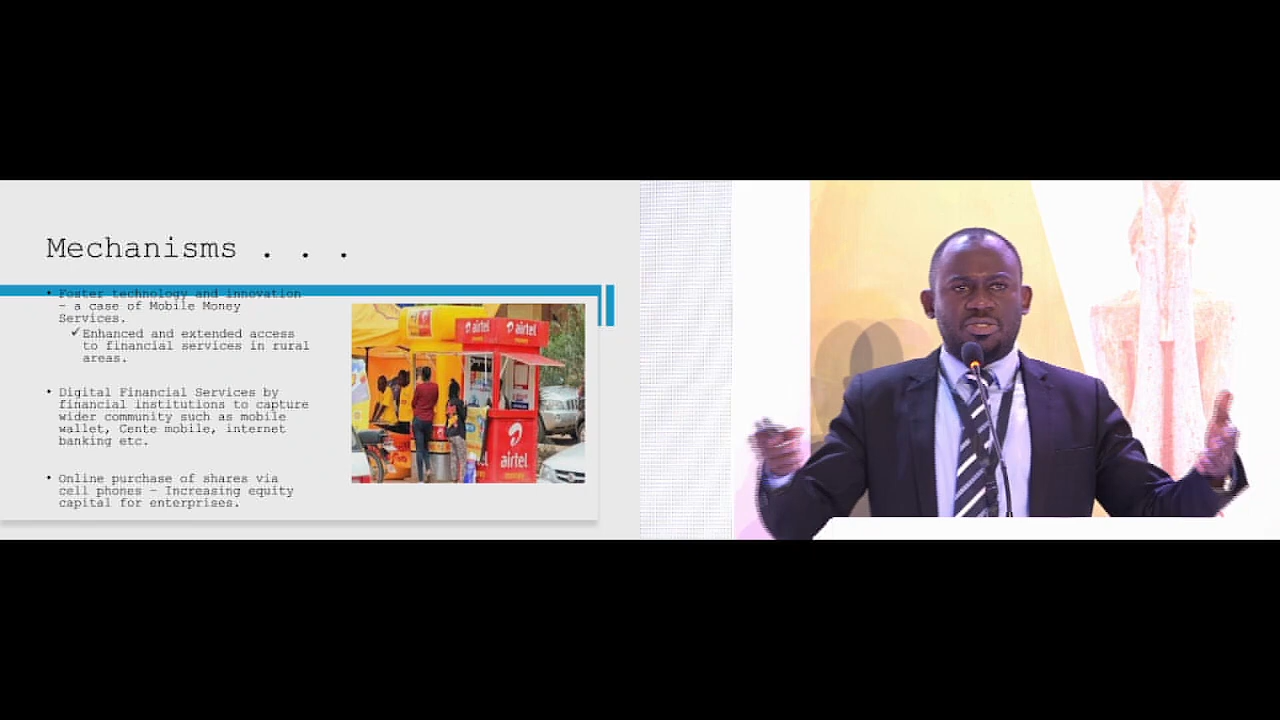 Mechanisms . . .
• Foster technology and innovation
– a case of Mobile Money
Services.
✓Enhanced and extended access
to financial services in rural
areas.
• Digital Financial Services by
financial institutions to capture
wider community such as mobile
wallet, Cente mobile, internet
banking etc.
• Online purchase of shares via
cell phones – Increasing equity
capital for enterprises.
airtel
airtel
airtel